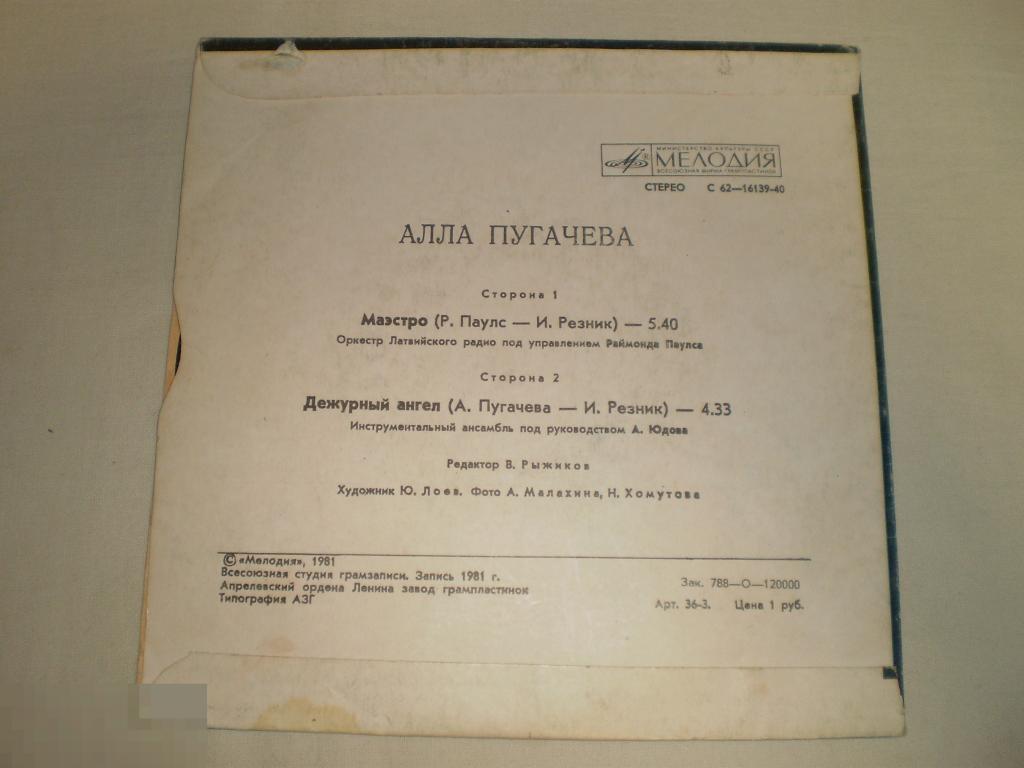 МИНИСТЕРСТВО КУЛЬТУРЫ СССР
МЕЛОДИЯ
ВСЕСОЮЗНАЯ ФИРМА ГРАМПЛАСТИНОК
СТЕРЕО С 62—16139-40
АЛЛА ПУГАЧЕВА
Сторона 1
Маэстро (Р. Паулс — И. Резник) — 5.40
Оркестр Латвийского радио под управлением Раймонда Паулса
Сторона 2
Дежурный ангел (А. Пугачева — И. Резник) — 4.33
Инструментальный ансамбль под руководством А. Юдова
Редактор В. Рыжиков
Художник Ю. Лоев. Фото А. Малахина, Н. Хомутова
© «Мелодия», 1981
Всесоюзная студия грамзаписи. Запись 1981 г.
Апрелевский ордена Ленина завод грампластинок
Типография АЗГ
Зак. 788—О—120000
Арт. 36-3. Цена 1 руб.